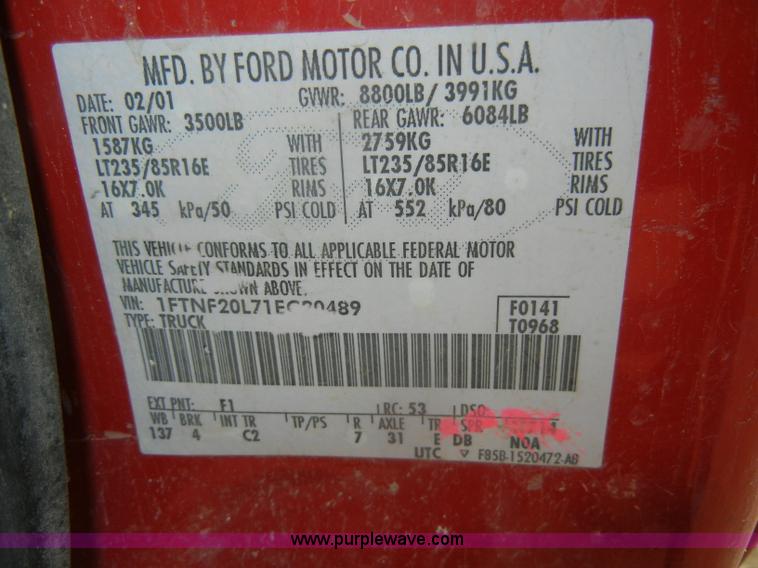 MFD. BY FORD MOTOR CO. IN U.S.A.
DATE: 02/01 GVWR: 8800LB/ 3991KG
FRONT GAWR: 3500LB REAR GAWR: 6084LB
1587KG WITH 2759KG WITH
LT235/85R16E TIRES LT235/85R16E TIRES
16X7.0K RIMS 16X7.0K RIMS
AT 345 kPa/50 PSI COLD AT 552 kPa/80 PSI COLD
THIS VEHICLE CONFORMS TO ALL APPLICABLE FEDERAL MOTOR
VEHICLE SAFETY STANDARDS IN EFFECT ON THE DATE OF
MANUFACTURE SHOWN ABOVE.
VIN: F0141
TYPE: TRUCK T0968
EXT PNT: F1 RC: 53 DSO:
WB BRK INT TR TP/PS R AXLE TR SPR
137 4 C2 7 31 E DB NOA
UTC F85B-1520472-AB
www.purplewave.com